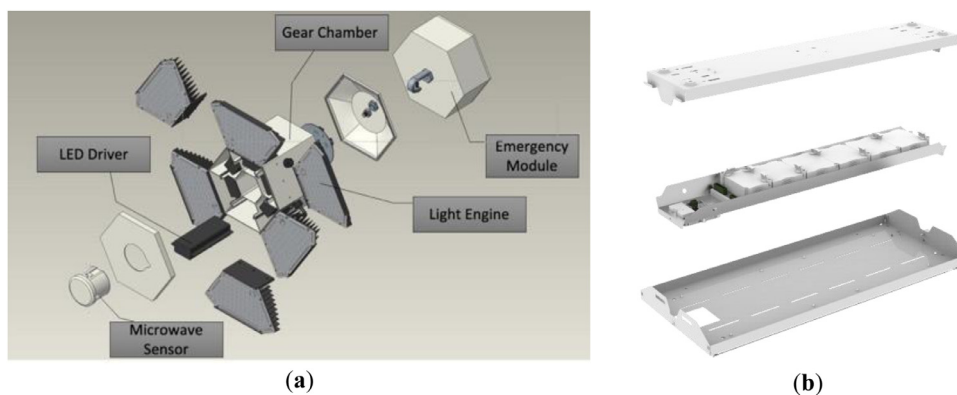 Gear Chamber
LED Driver
Emergency
Module
Light Engine
Microwave
Sensor
(a)
(b)